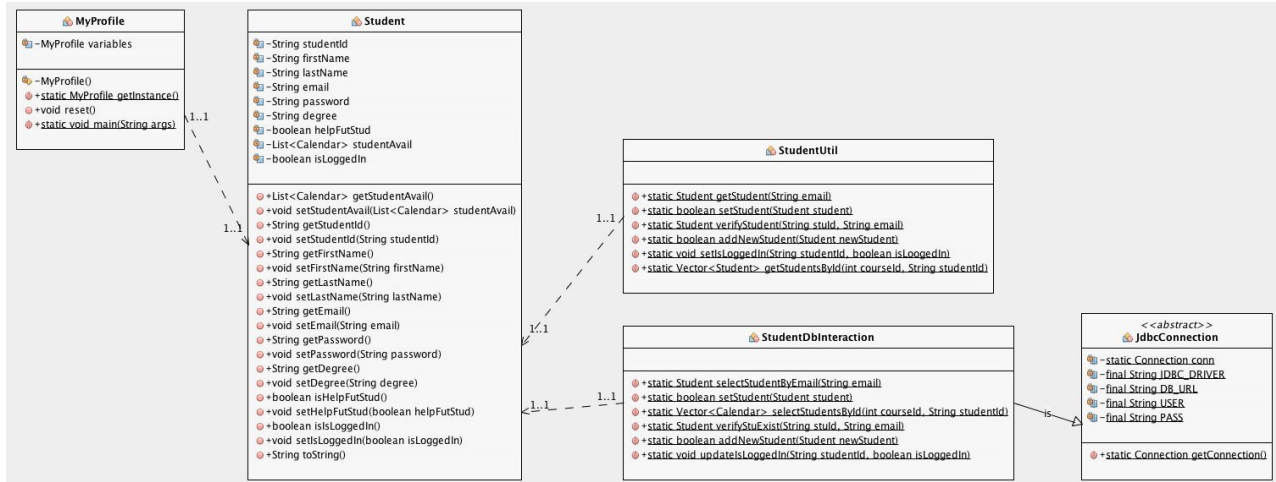 MyProfile
-MyProfile variables
-MyProfile()
+static MyProfile getInstance()
+void reset()
+static void main(String args)
1..1
1..1
Student
-String studentId
-String firstName
-String lastName
-String email
-String password
-String degree
-boolean helpFutStud
-List<Calendar> studentAvail
-boolean isLoggedIn
+List<Calendar> getStudentAvail()
+void setStudentAvail(List<Calendar> studentAvail)
+String getStudentId()
+void setStudentId(String studentId)
+String getFirstName()
+void setFirstName(String firstName)
+String getLastName()
+void setLastName(String lastName)
+String getEmail()
+void setEmail(String email)
+String getPassword()
+void setPassword(String password)
+String getDegree()
+void setDegree(String degree)
+boolean isHelpFutStud()
+void setHelpFutStud(boolean helpFutStud)
+boolean isIsLoggedIn()
+void setIsLoggedIn(boolean isLoggedIn)
+String toString()
1..1
1..1
StudentUtil
+static Student getStudent(String email)
+static boolean setStudent(Student student)
+static Student verifyStudent(String stuId, String email)
+static boolean addNewStudent(Student newStudent)
+static void setIsLoggedIn(String studentId, boolean isLoogedIn)
+static Vector<Student> getStudentsById(int courseId, String studentId)
1..1
1..1
StudentDbInteraction
+static Student selectStudentByEmail(String email)
+static boolean setStudent(Student student)
+static Vector<Calendar> selectStudentsById(int courseId, String studentId)
+static Student verifyStuExist(String stuId, String email)
+static boolean addNewStudent(Student newStudent)
+static void updateIsLoggedIn(String studentId, boolean isLoggedIn)
is
<<abstract>>
JdbcConnection
-static Connection conn
-final String JDBC_DRIVER
-final String DB_URL
-final String USER
-final String PASS
+static Connection getConnection()